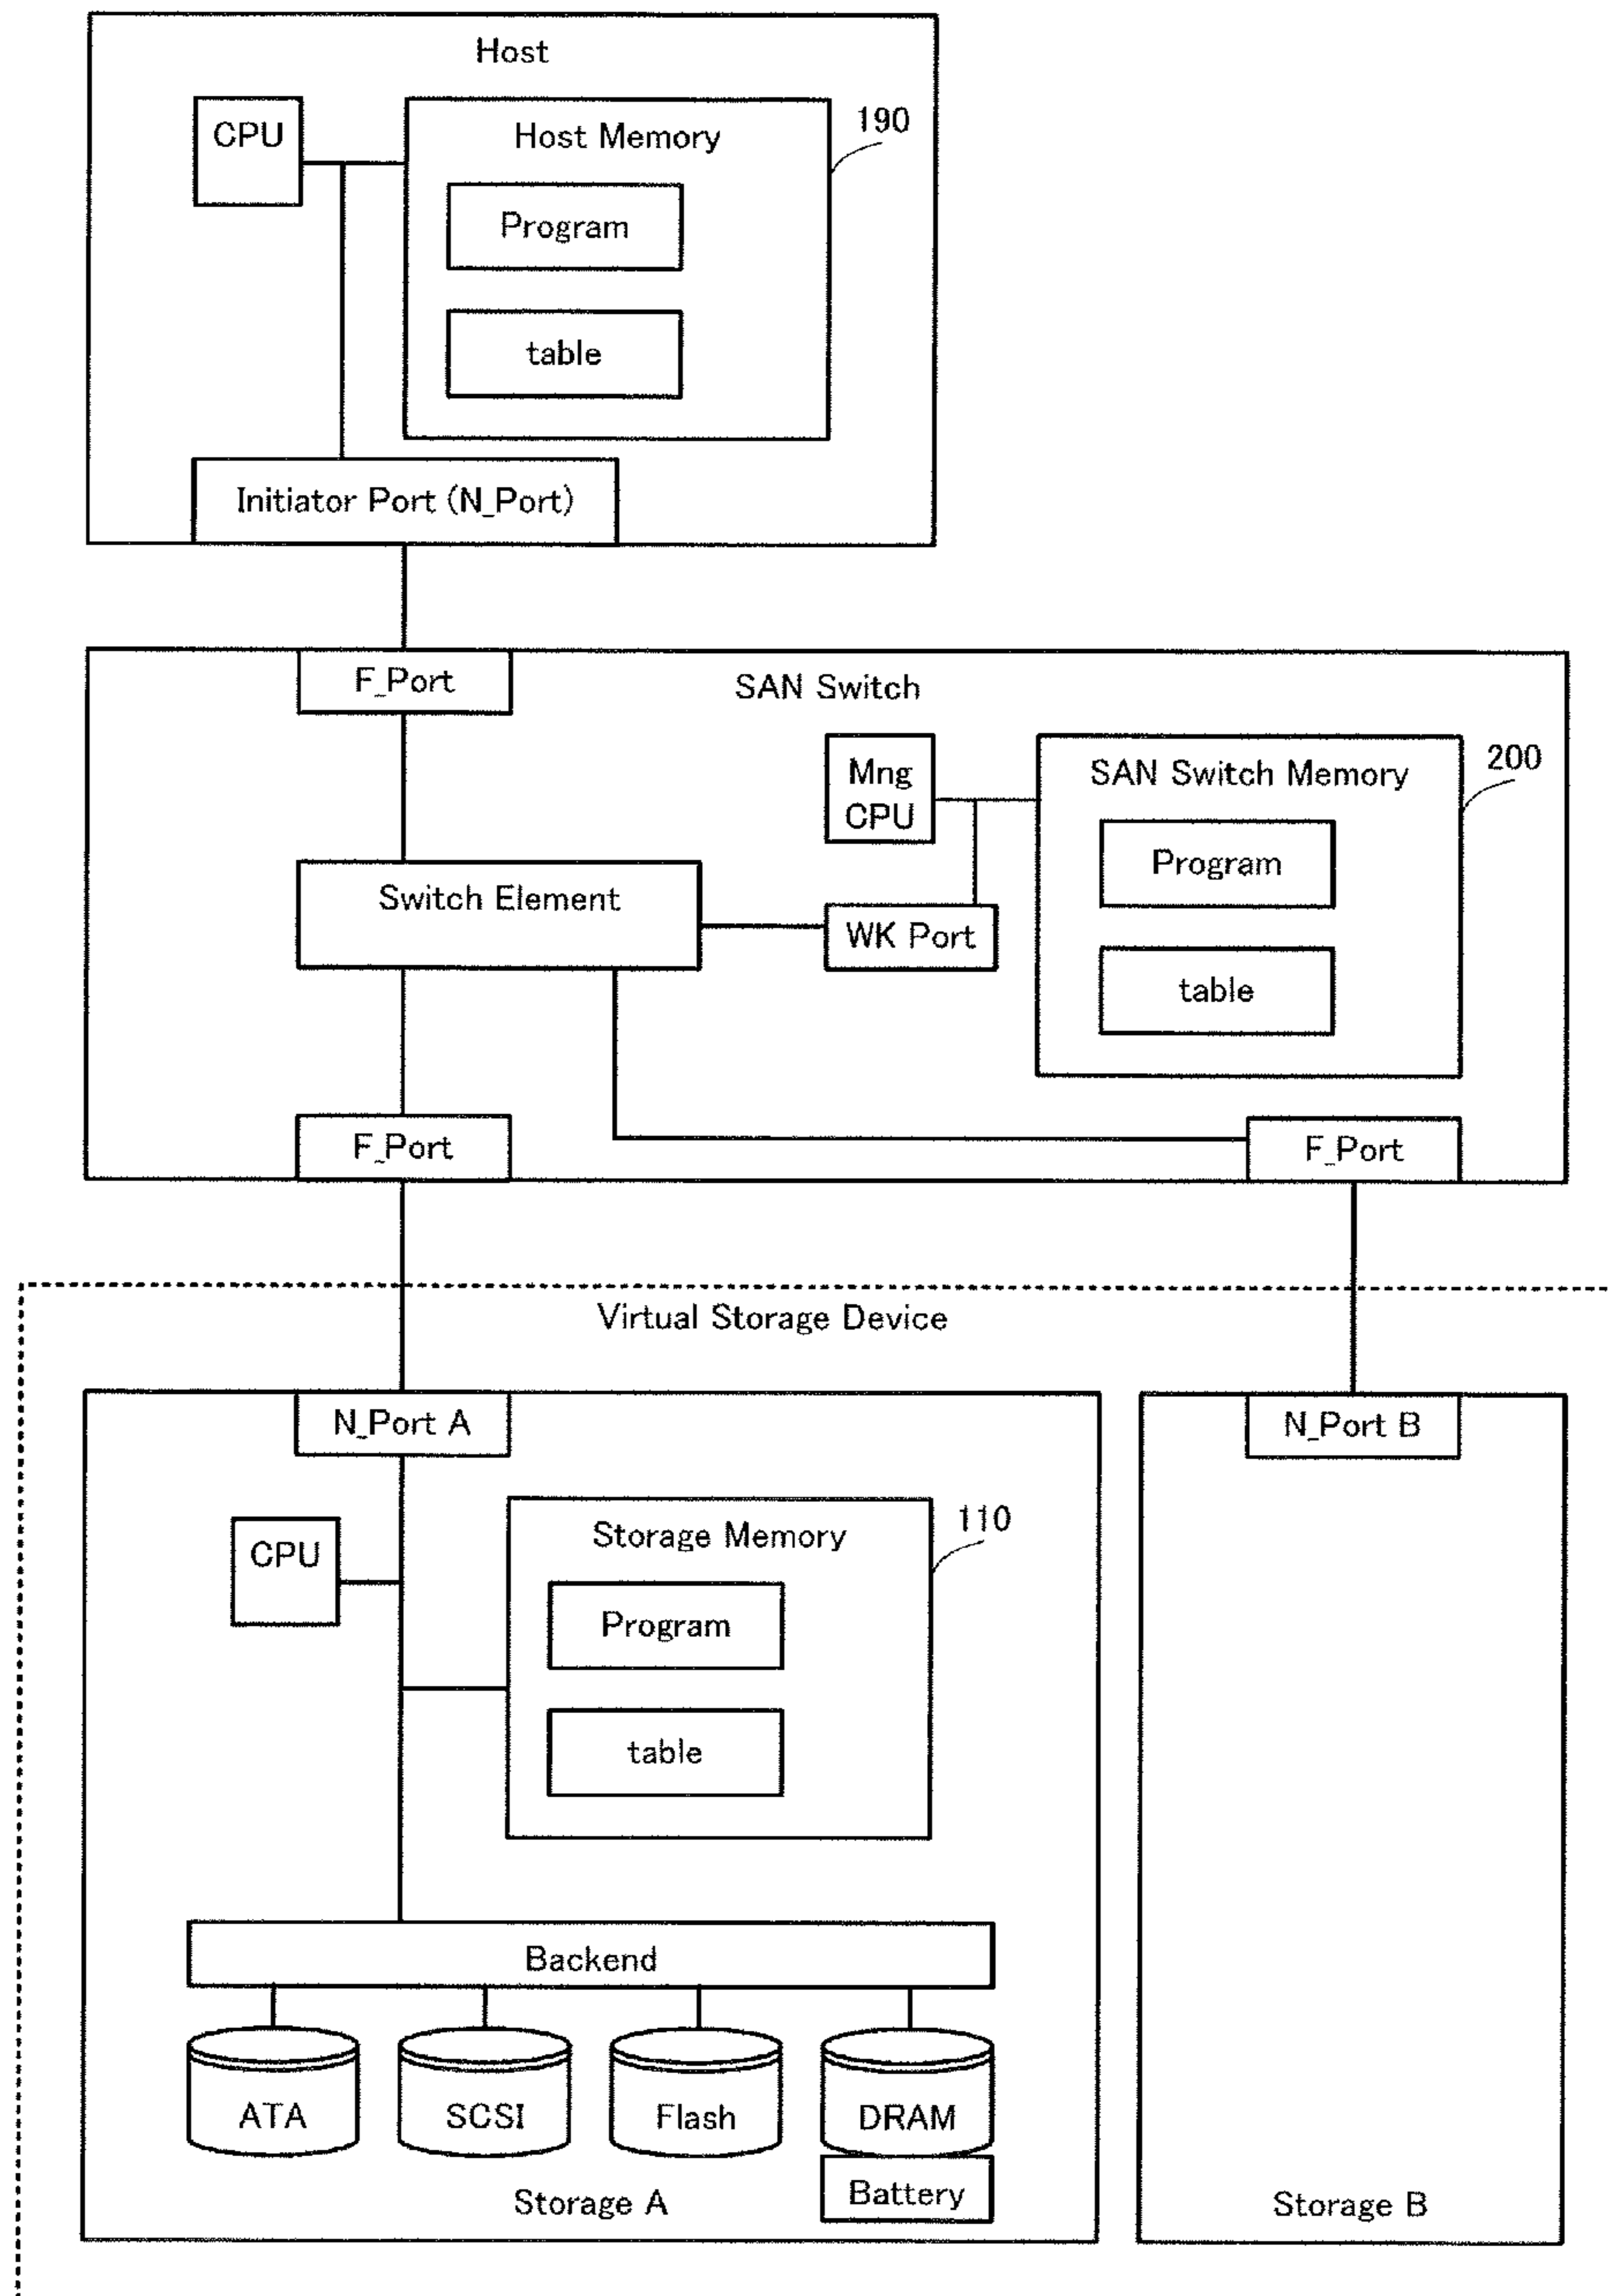 Host
CPU
Host Memory
190
Program
table
Initiator Port (N_Port)
F_Port
SAN Switch
Mng
CPU
SAN Switch Memory
200
Program
Switch Element
WK Port
table
F_Port
F_Port
Virtual Storage Device
N_Port A
N_Port B
CPU
Storage Memory
110
Program
table
Backend
ATA
SCSI
Flash
DRAM
Battery
Storage A
Storage B